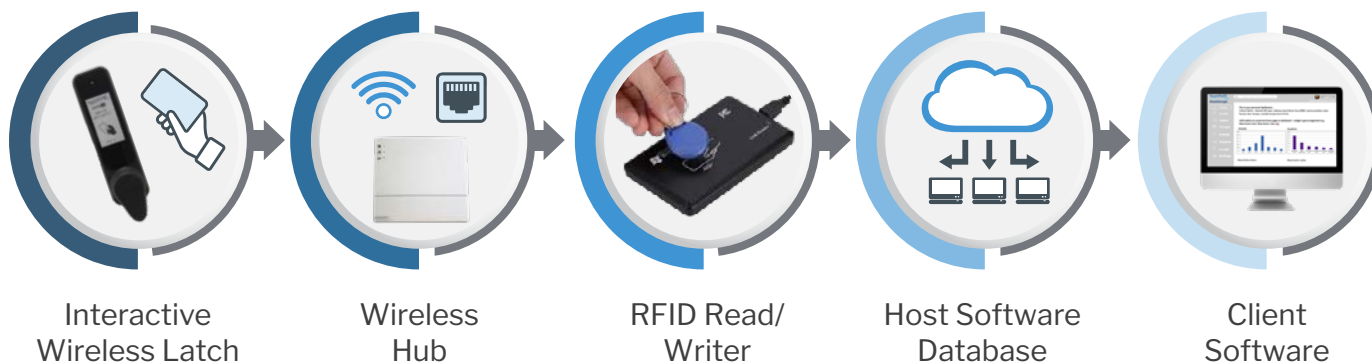 Interactive
Wireless Latch
Wireless
Hub
RFID Read/
Writer
Host Software
Database
Client
Software